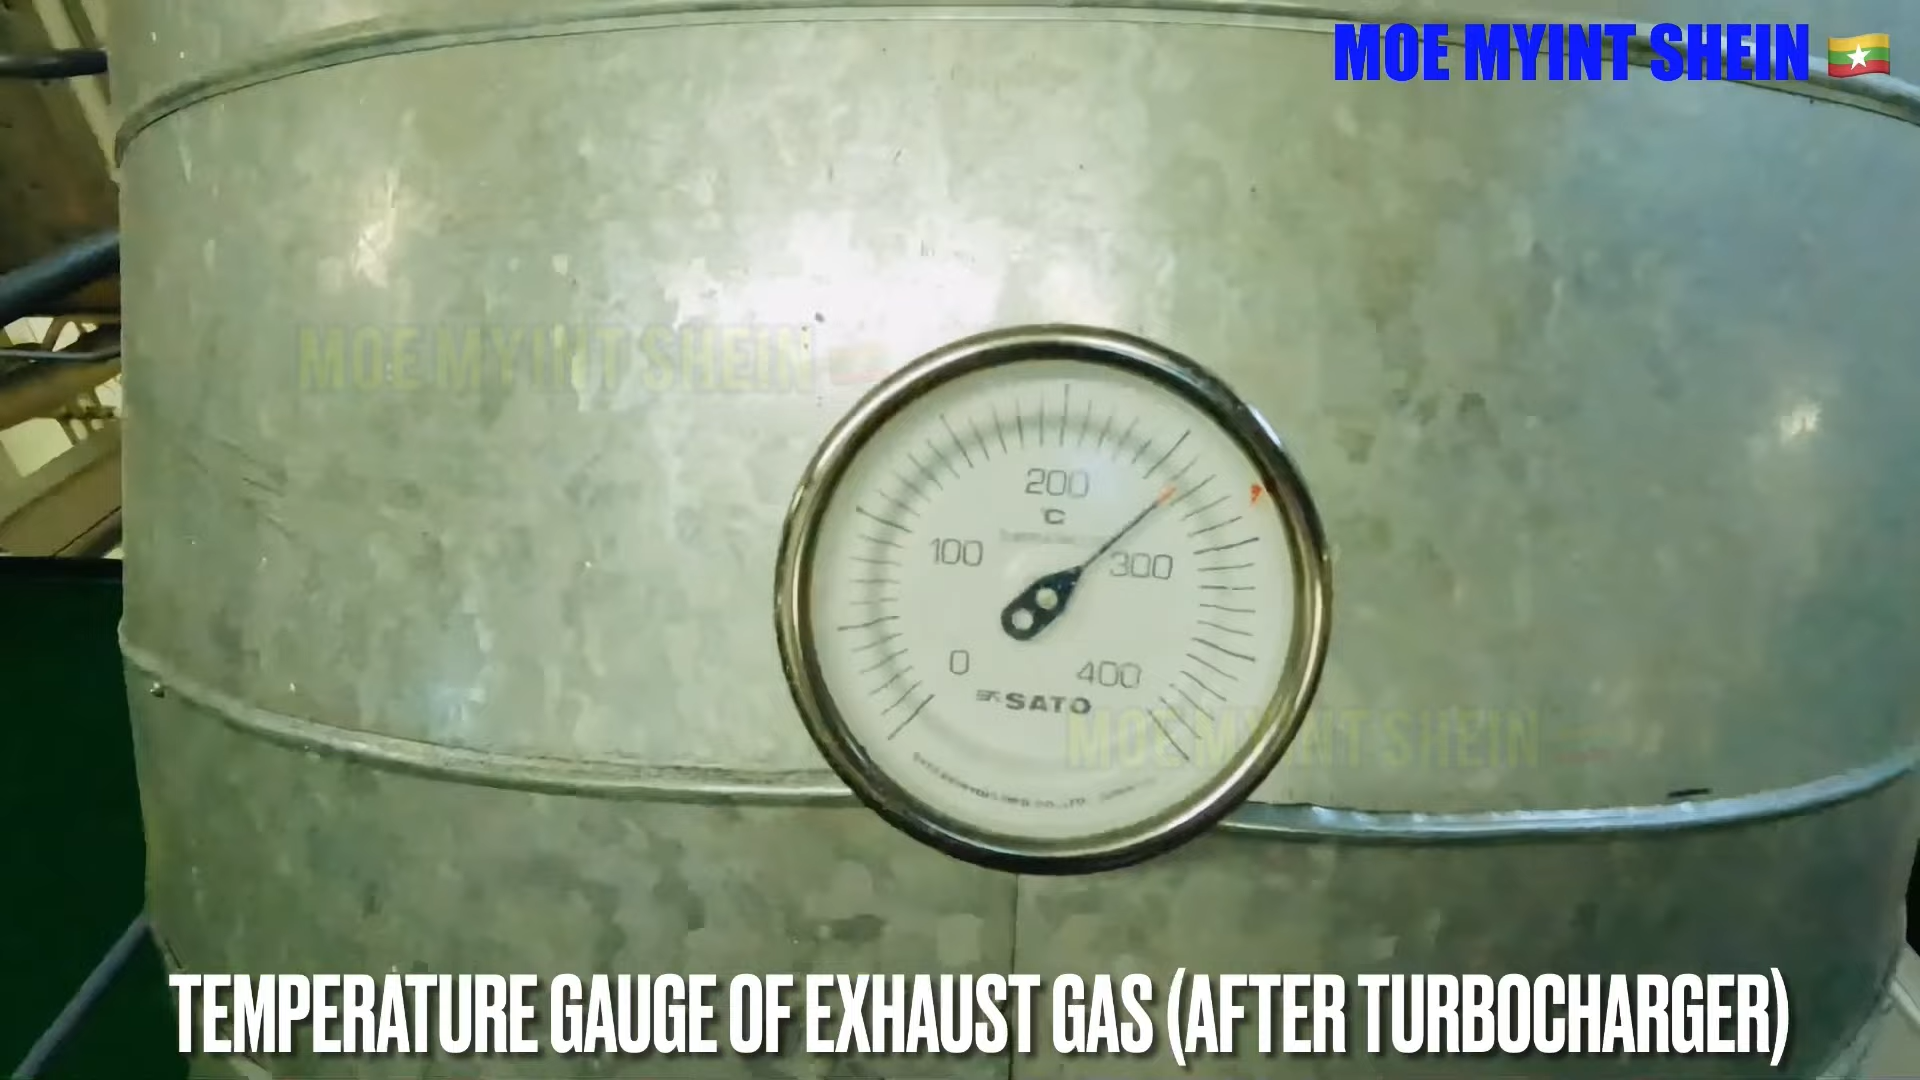 MOE MYINT SHEIN 🇲🇲
MOE MYINT SHEIN
200
°C
100
300
0
400
SK SATO
MOE MYINT SHEIN
TEMPERATURE GAUGE OF EXHAUST GAS (AFTER TURBOCHARGER)